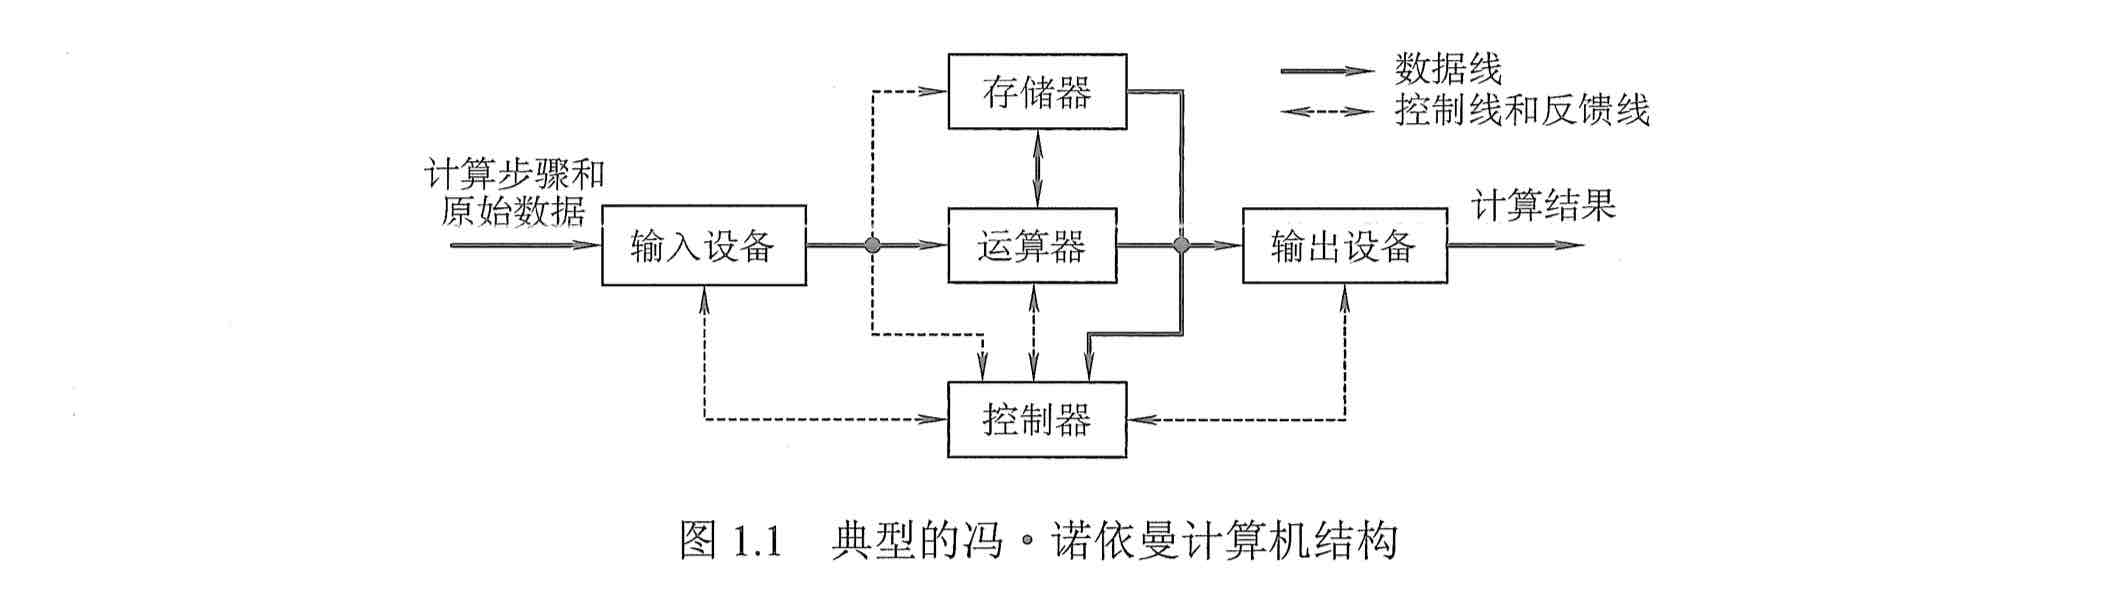 存储器
数据线
控制线和反馈线
计算步骤和
原始数据
输入设备
运算器
输出设备
计算结果
控制器
图 1.1 典型的冯·诺依曼计算机结构